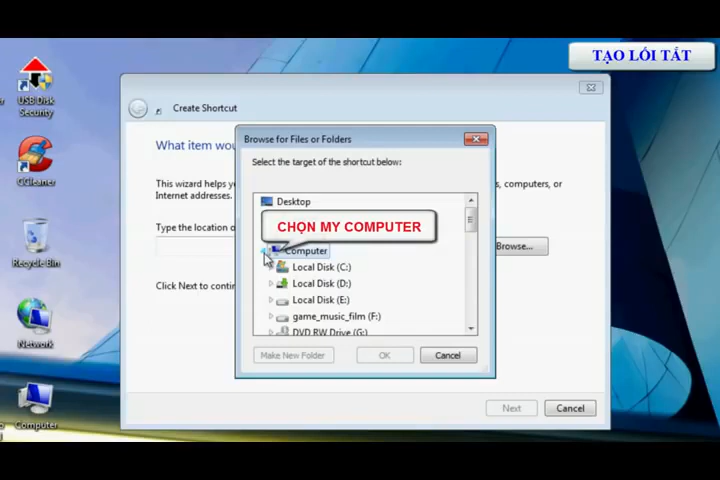 TẠO LỐI TẮT
USB Disk
Security
CCleaner
Recycle Bin
Network
Computer
Create Shortcut
What item wou
This wizard helps y
s, computers, or
Internet addresses.
Type the location o
Browse...
Click Next to contin
Next
Cancel
Browse for Files or Folders
Select the target of the shortcut below:
Desktop
CHỌN MY COMPUTER
Computer
Local Disk (C:)
Local Disk (D:)
Local Disk (E:)
game_music_film (F:)
DVD RW Drive (G:)
Make New Folder
OK
Cancel